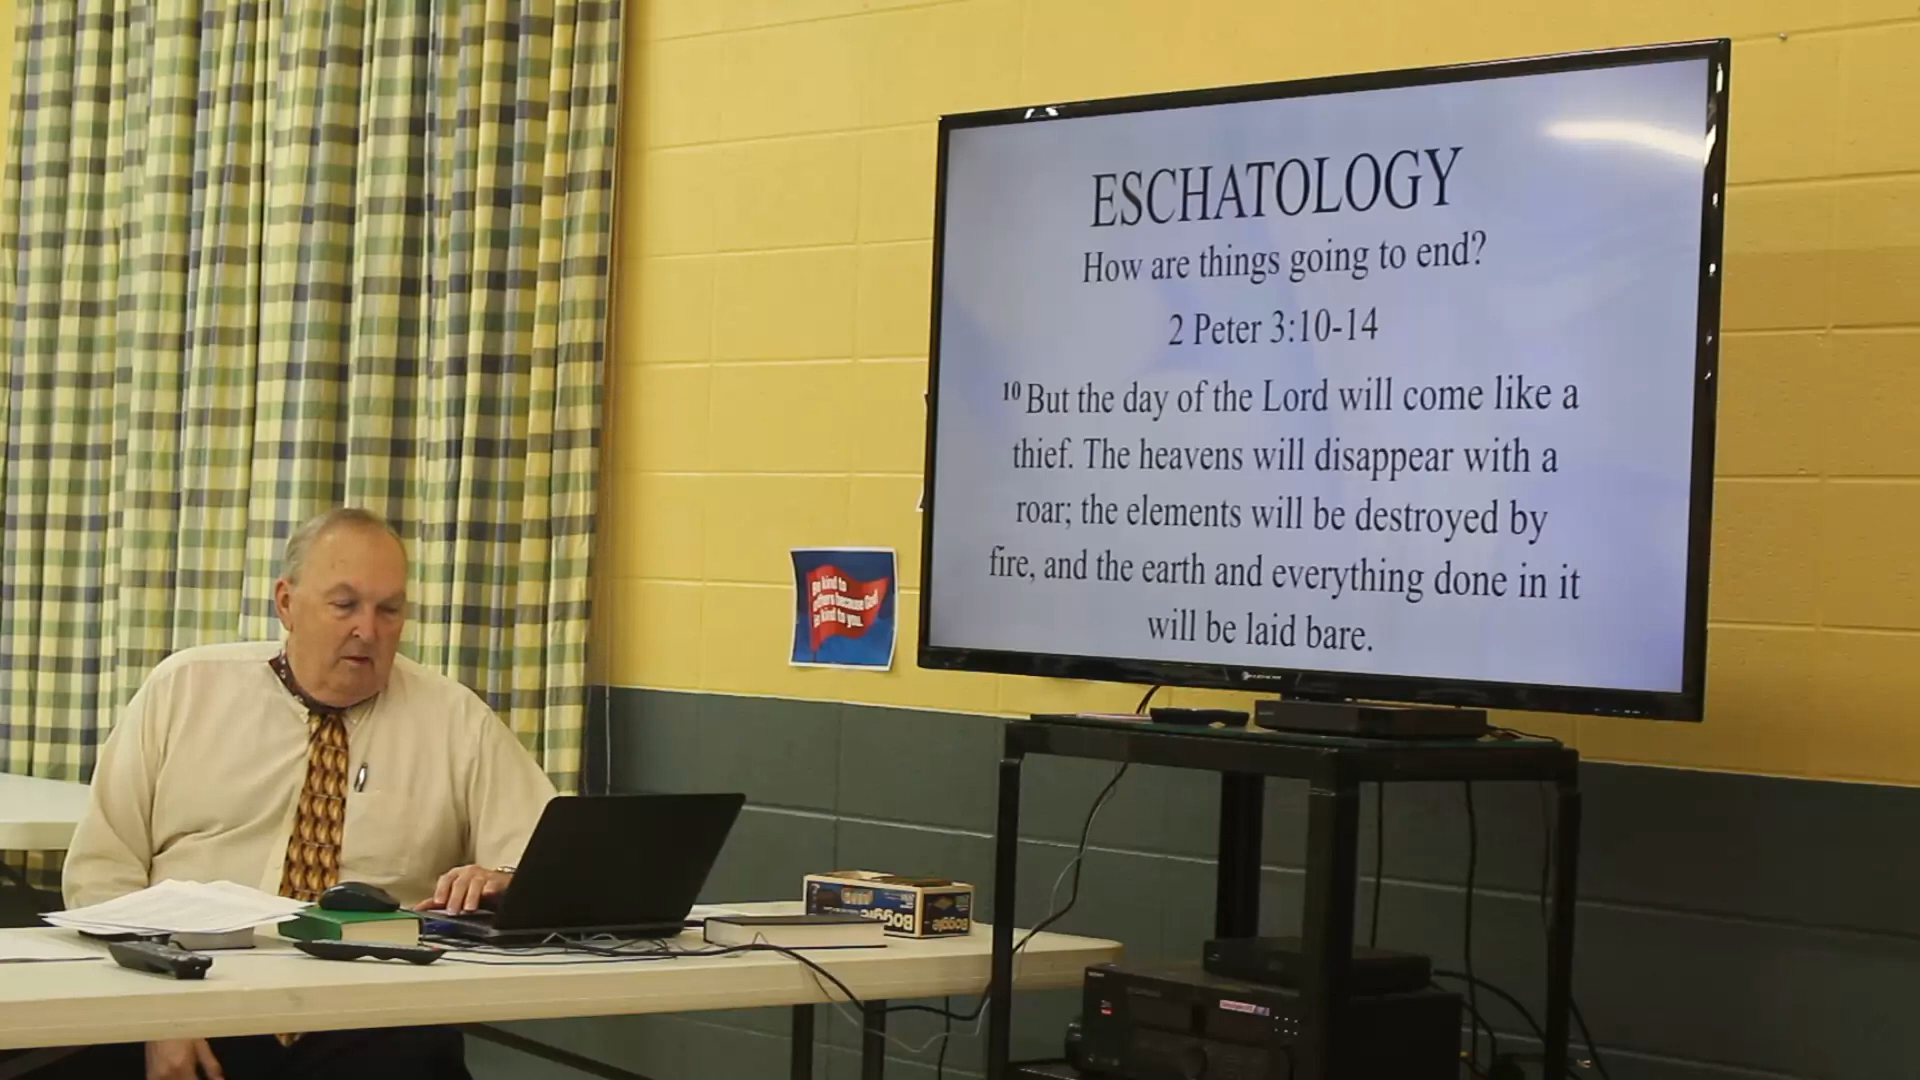 ESCHATOLOGY
How are things going to end?
2 Peter 3:10-14
10 But the day of the Lord will come like a
thief. The heavens will disappear with a
roar; the elements will be destroyed by
fire, and the earth and everything done in it
will be laid bare.
Be kind to
others because God
is kind to you.
BOGGLE
BOGGLE
SONY